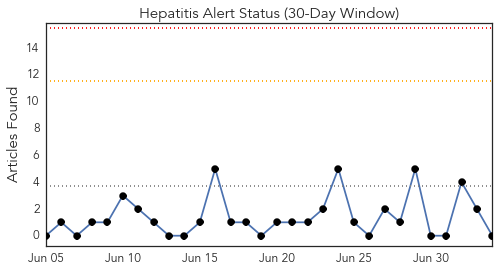 Hepatitis Alert Status (30-Day Window)
Articles Found
14
12
10
8
6
4
2
0
Jun 05
Jun 10
Jun 15
Jun 20
Jun 25
Jun 30